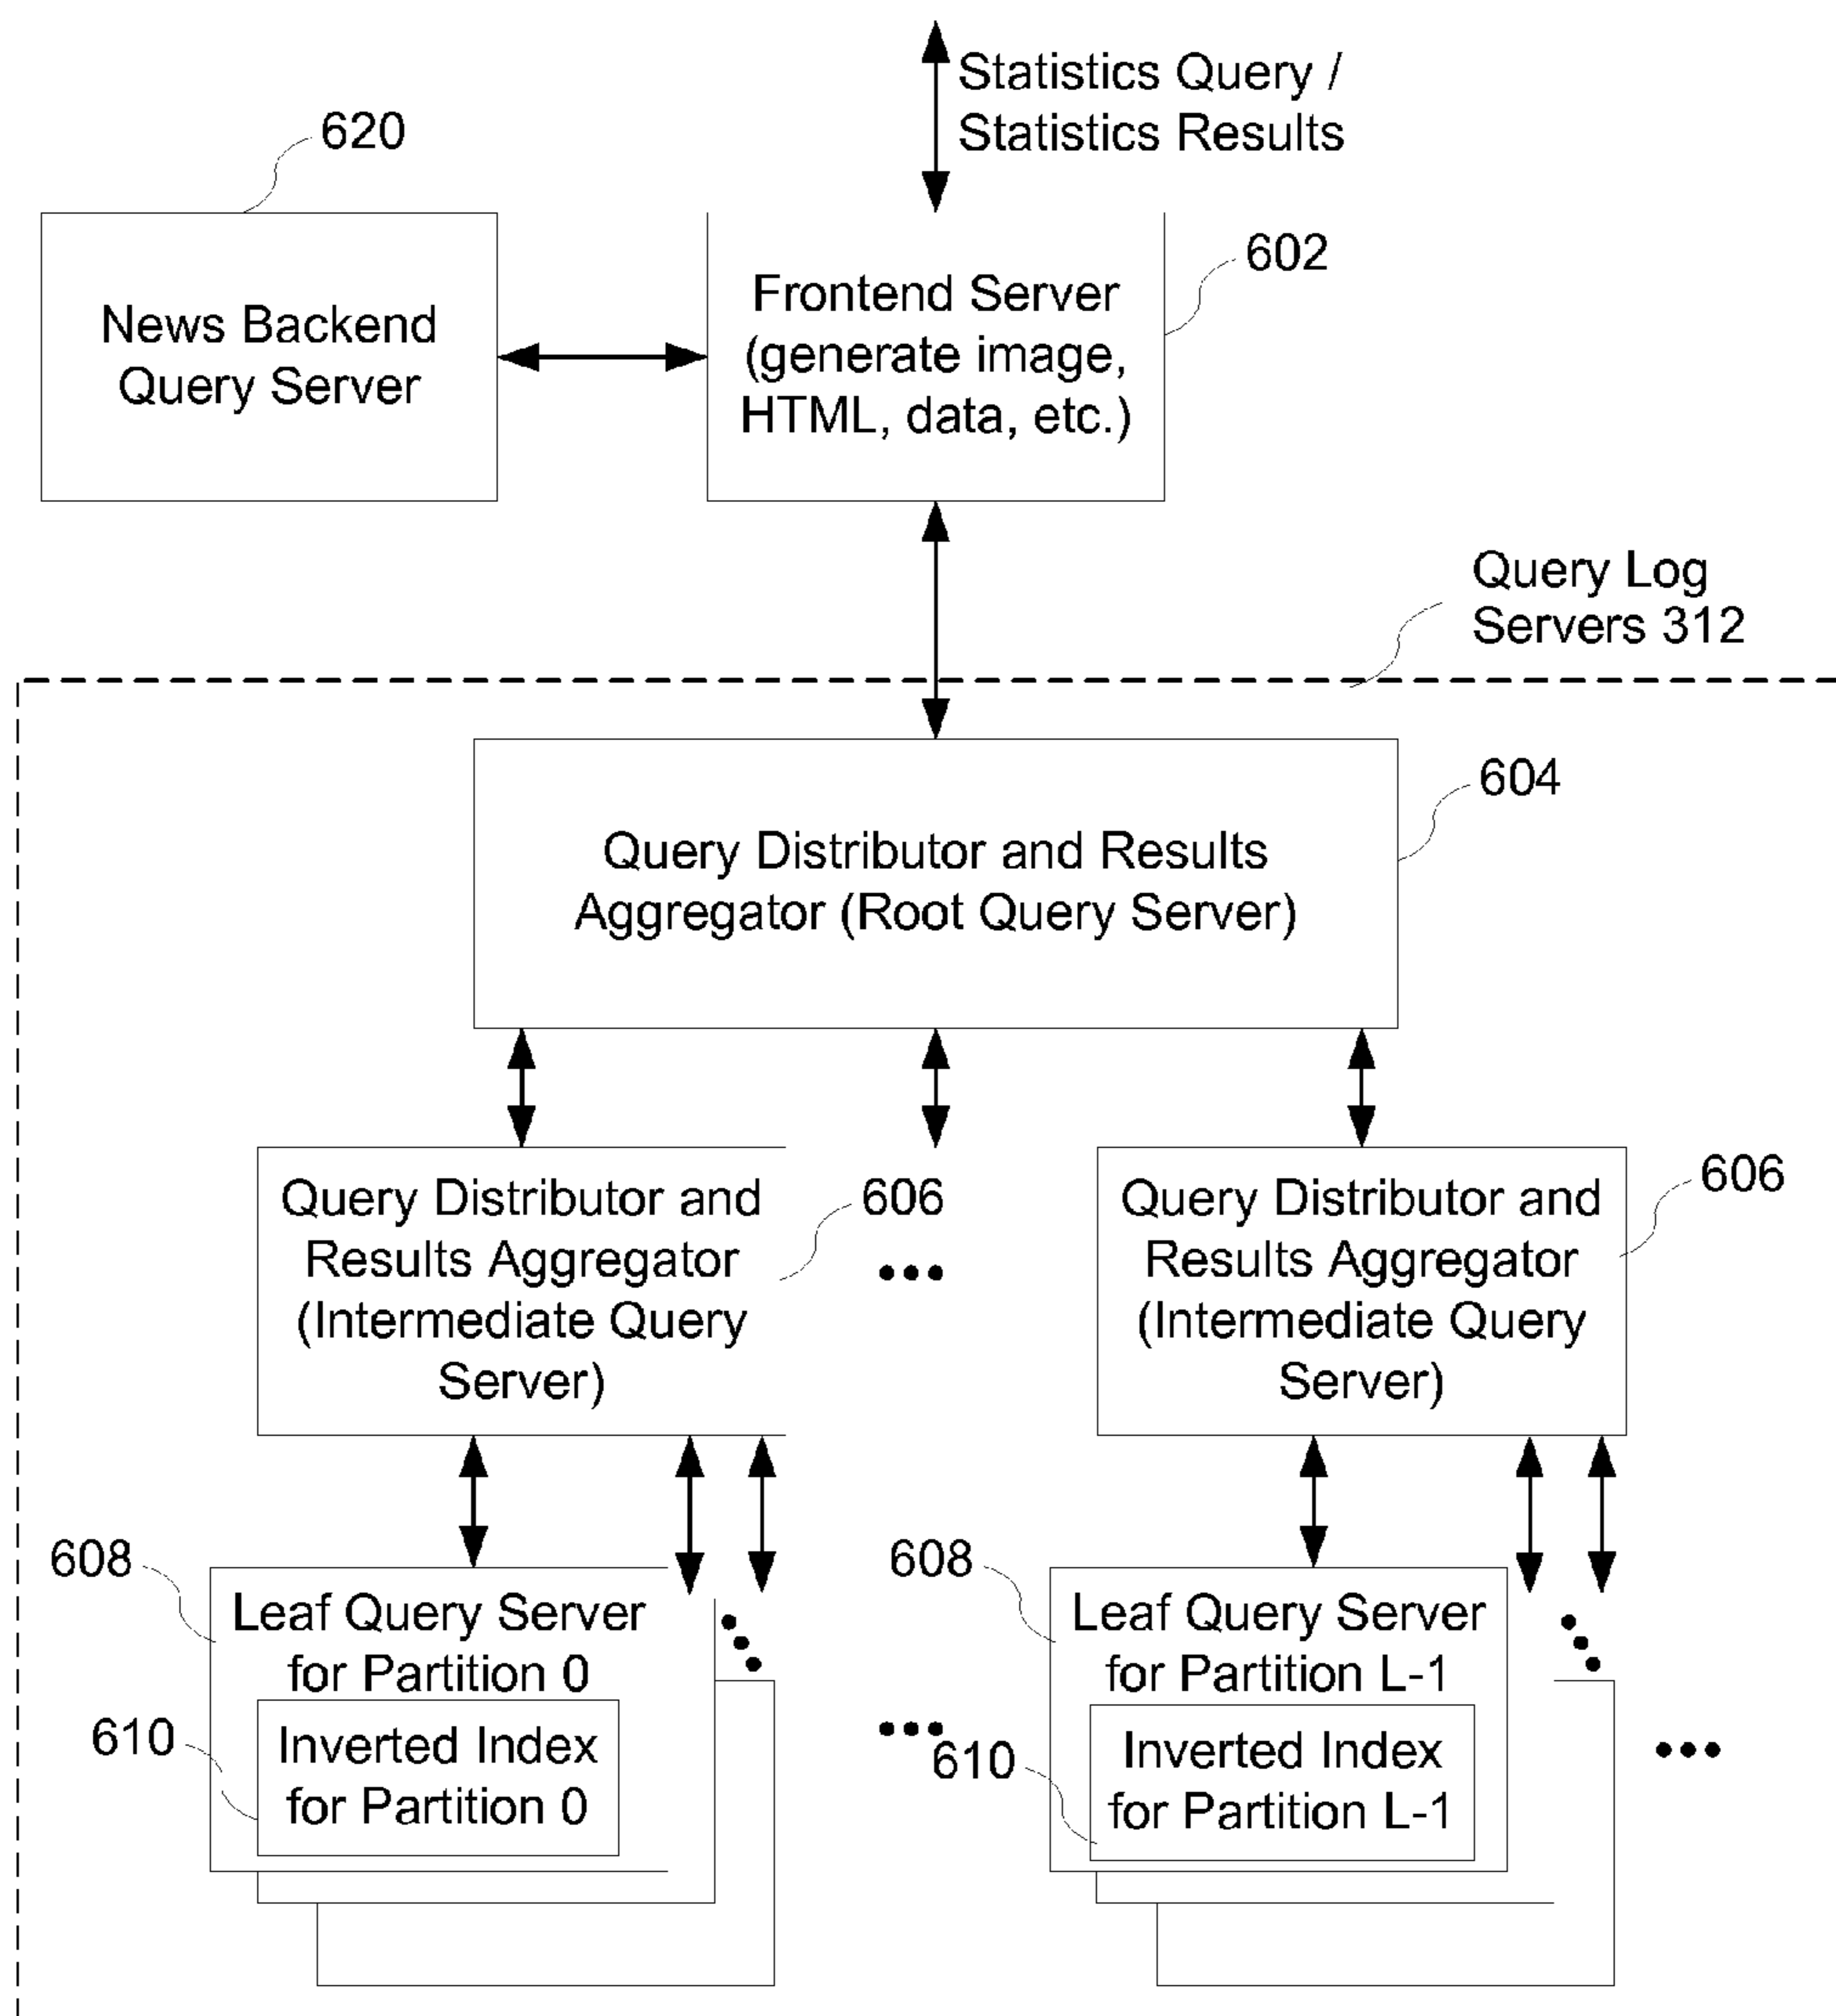 Statistics Query /
Statistics Results
620
602
News Backend
Query Server
Frontend Server
(generate image,
HTML, data, etc.)
Query Log
Servers 312
604
Query Distributor and Results
Aggregator (Root Query Server)
Query Distributor and
Results Aggregator
(Intermediate Query
Server)
606
•••
Query Distributor and
Results Aggregator
(Intermediate Query
Server)
606
608
Leaf Query Server
for Partition 0
610
Inverted Index
for Partition 0
•••
608
Leaf Query Server
for Partition L-1
610
Inverted Index
for Partition L-1
•••